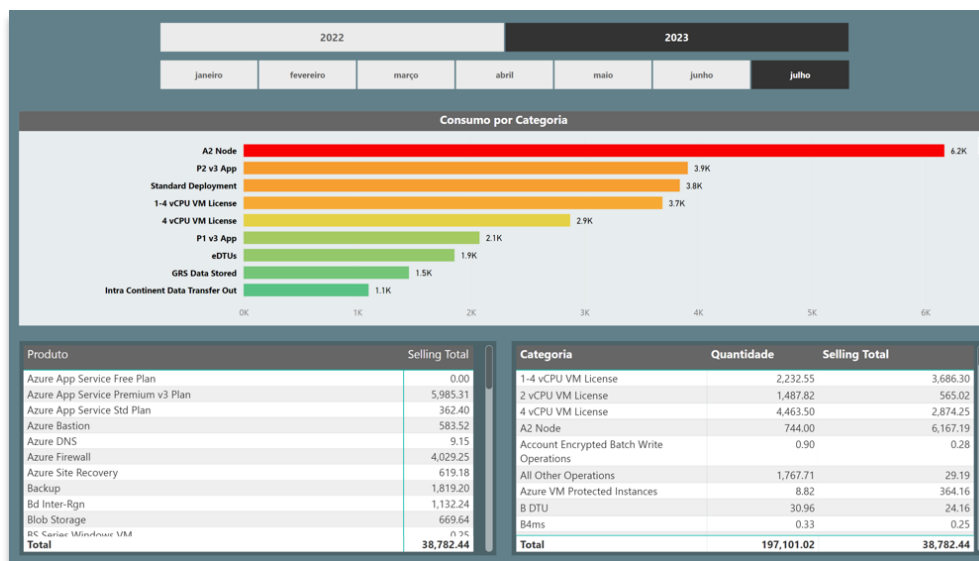 2022 2023
janeiro fevereiro março abril maio junho julho
Consumo por Categoria
A2 Node 6.2K
P2 v3 App 3.9K
Standard Deployment 3.8K
1-4 vCPU VM License 3.7K
4 vCPU VM License 2.9K
P1 v3 App 2.1K
eDTUs 1.9K
GRS Data Stored 1.5K
Intra Continent Data Transfer Out 1.1K
0K 1K 2K 3K 4K 5K 6K
Produto Selling Total
Azure App Service Free Plan 0.00
Azure App Service Premium v3 Plan 5,985.31
Azure App Service Std Plan 362.40
Azure Bastion 583.52
Azure DNS 9.15
Azure Firewall 4,029.25
Azure Site Recovery 619.18
Backup 1,819.20
Bd Inter-Rgn 1,132.24
Blob Storage 669.64
BS Series Windows VM 0.25
Total 38,782.44
Categoria Quantidade Selling Total
1-4 vCPU VM License 2,232.55 3,686.30
2 vCPU VM License 1,487.82 565.02
4 vCPU VM License 4,463.50 2,874.25
A2 Node 744.00 6,167.19
Account Encrypted Batch Write 0.90 0.28
Operations
All Other Operations 1,767.71 29.19
Azure VM Protected Instances 8.82 364.16
B DTU 30.96 24.16
B4ms 0.33 0.25
Total 197,101.02 38,782.44